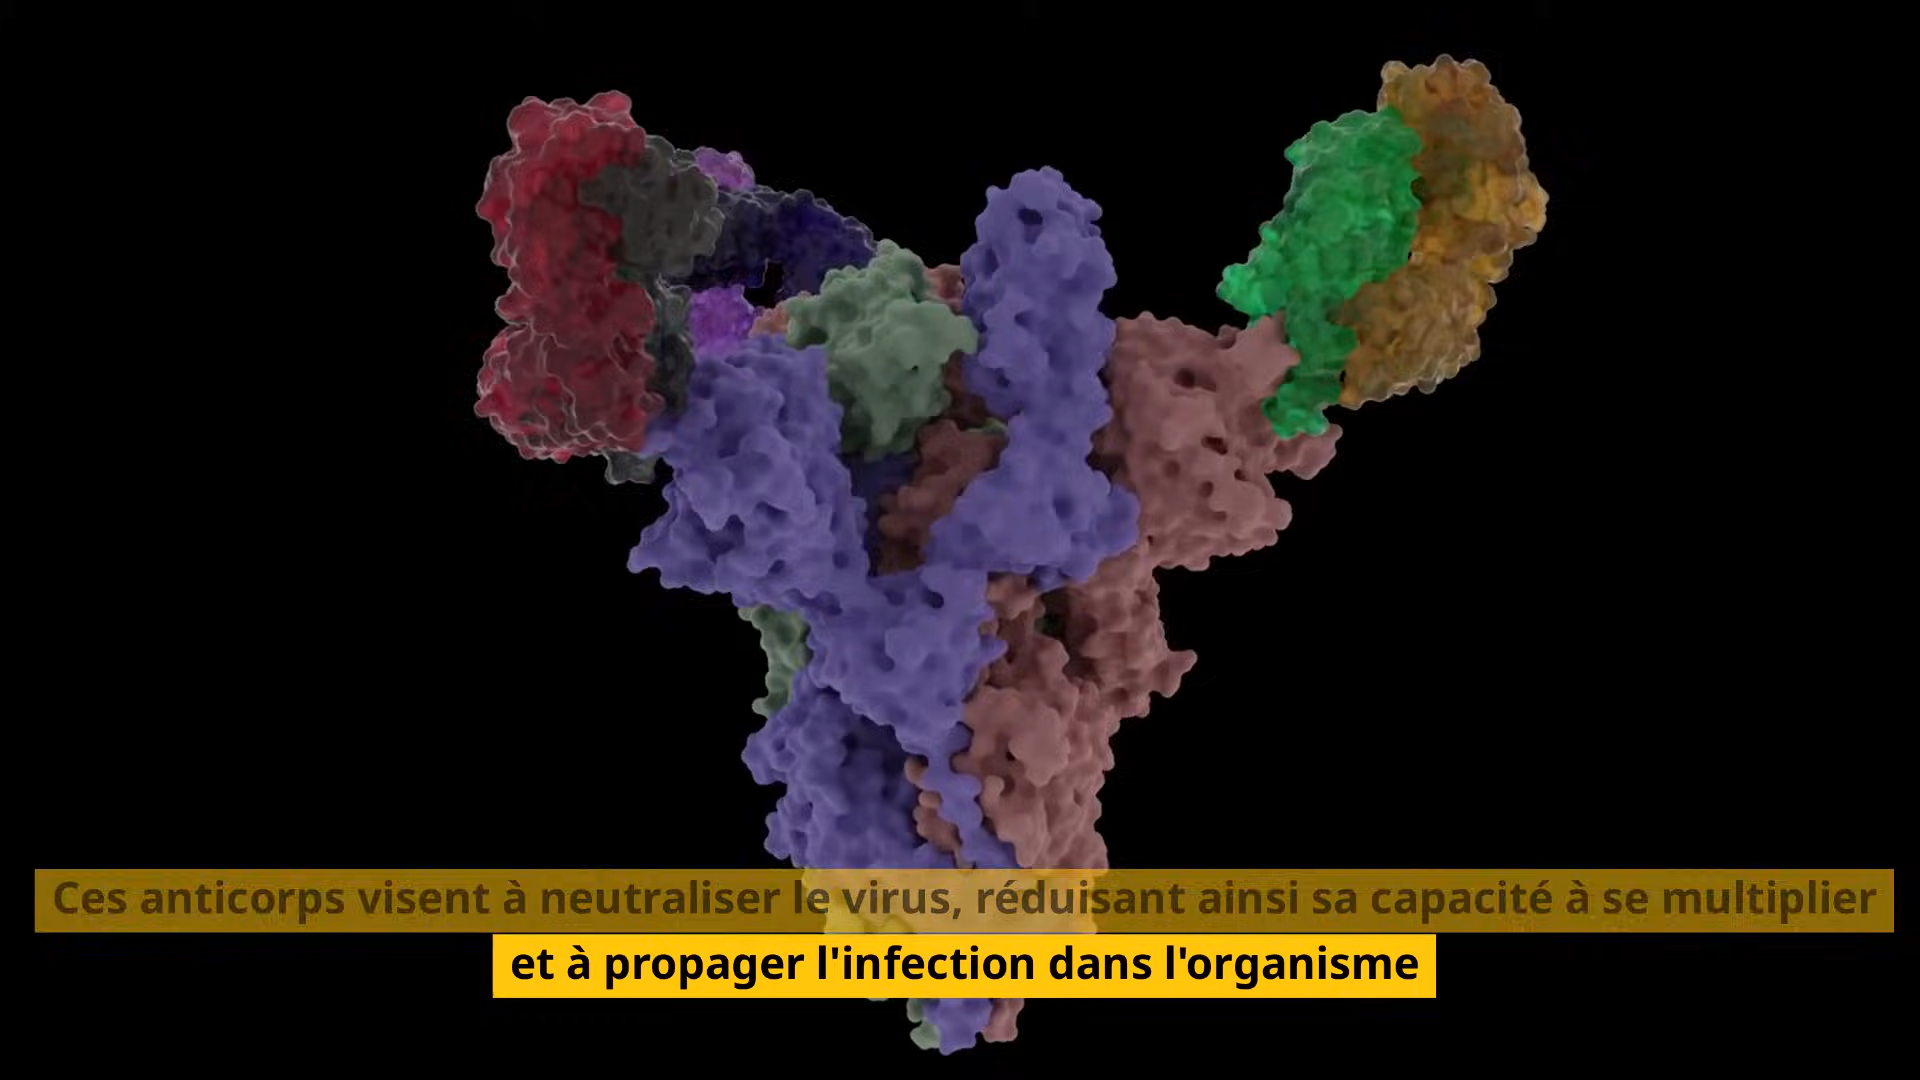 Ces anticorps visent à neutraliser le virus, réduisant ainsi sa capacité à se multiplier
et à propager l'infection dans l'organisme